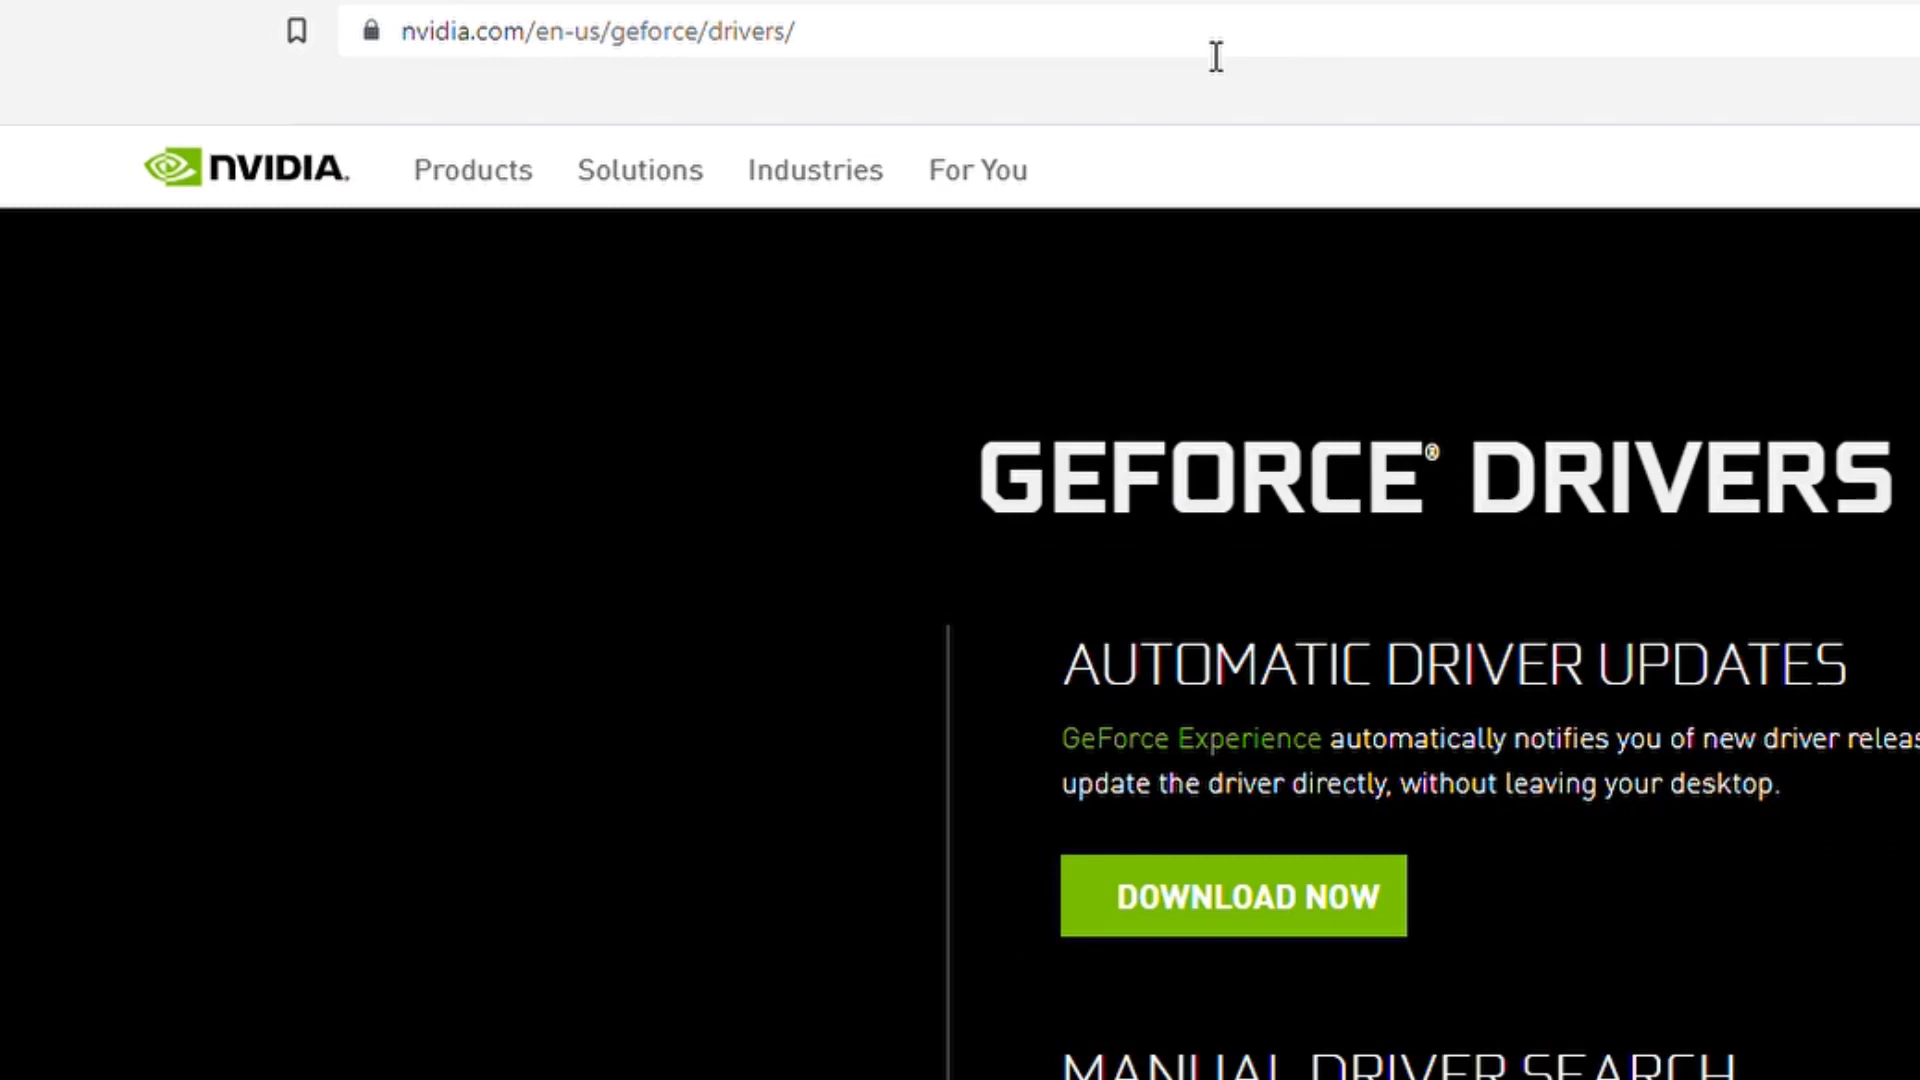 nvidia.com/en-us/geforce/drivers/
NVIDIA.
Products Solutions Industries For You
GEFORCE® DRIVERS
AUTOMATIC DRIVER UPDATES
GeForce Experience automatically notifies you of new driver
update the driver directly, without leaving your desktop.
DOWNLOAD NOW
MANUAL DRIVER SEARCH